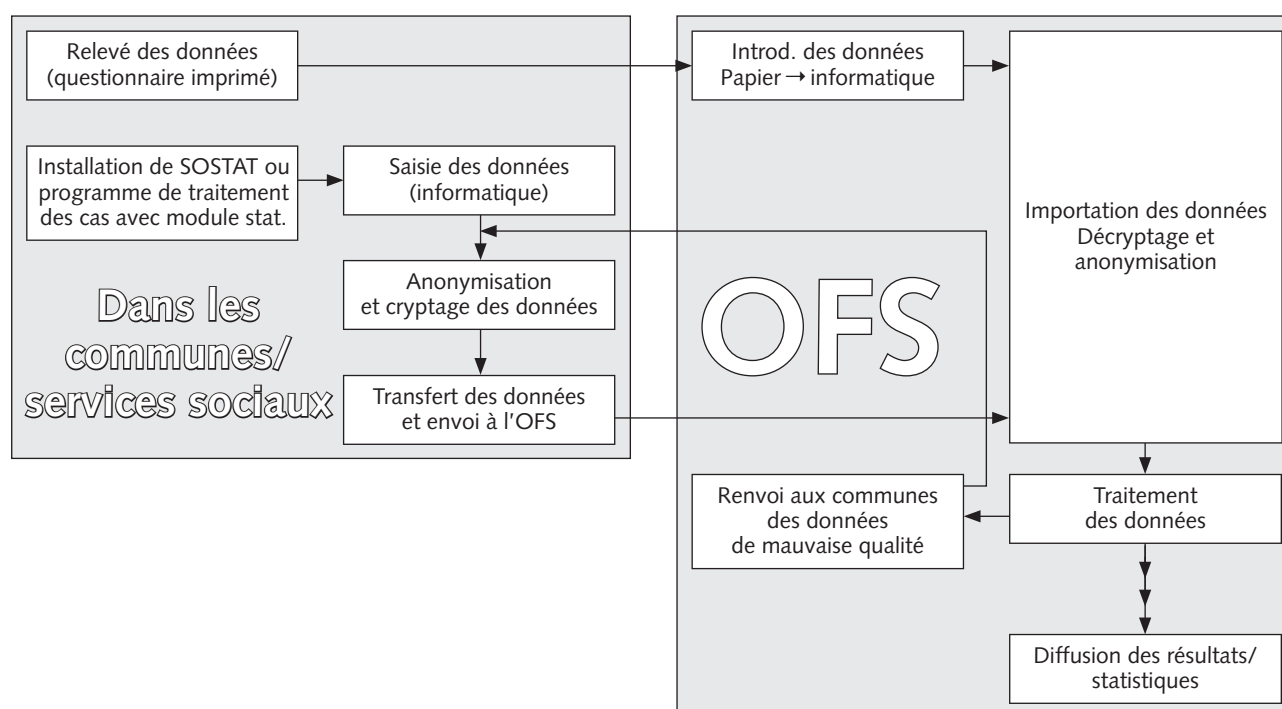 Relevé des données
(questionnaire imprimé)
Introd. des données
Papier → informatique
Installation de SOSTAT ou
programme de traitement
des cas avec module stat.
Saisie des données
(informatique)
Anonymisation
et cryptage des données
Transfert des données
et envoi à l'OFS
Dans les
communes/
services sociaux
OFS
Importation des données
Décryptage et
anonymisation
Renvoi aux communes
des données
de mauvaise qualité
Traitement
des données
Diffusion des résultats/
statistiques